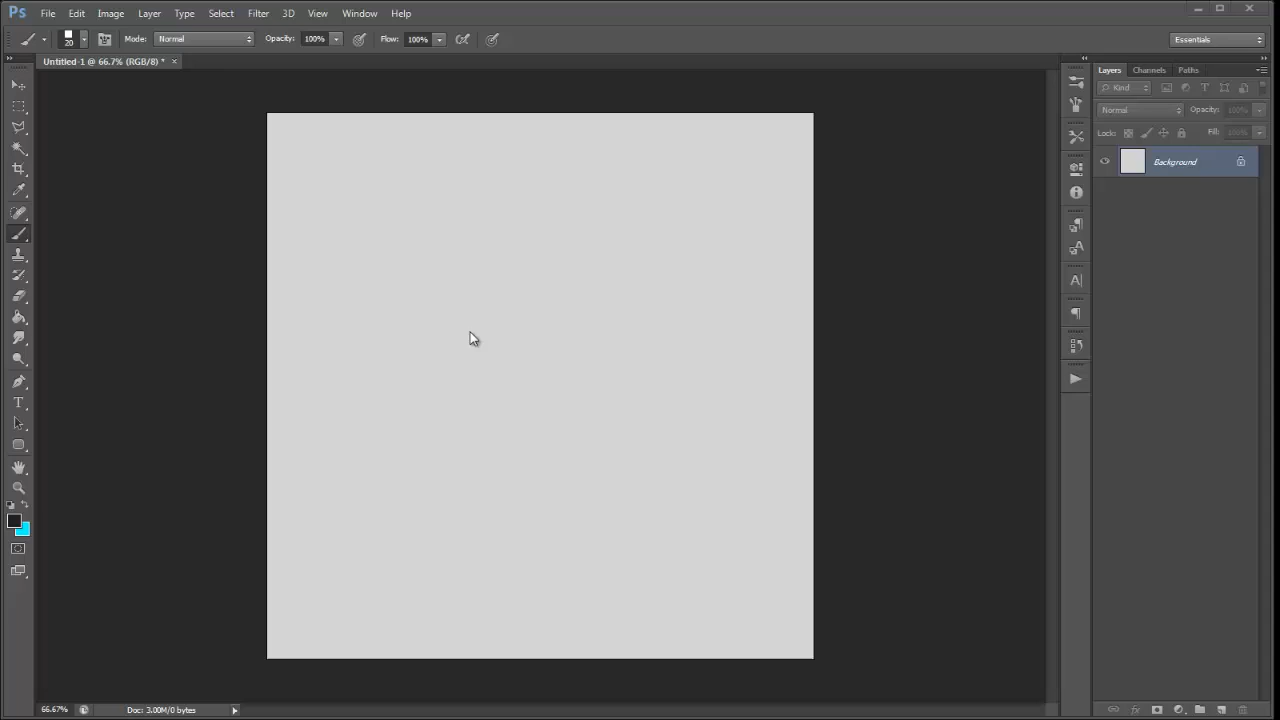 Ps File Edit Image Layer Type Select Filter 3D View Window Help
20 Mode: Normal Opacity: 100% Flow: 100% Essentials
Untitled-1 @ 66.7% (RGB/8) * ×
Layers Channels Paths
Kind
Normal Opacity: 100%
Lock: Fill: 100%
Background
66.67% Doc: 3.00M/0 bytes